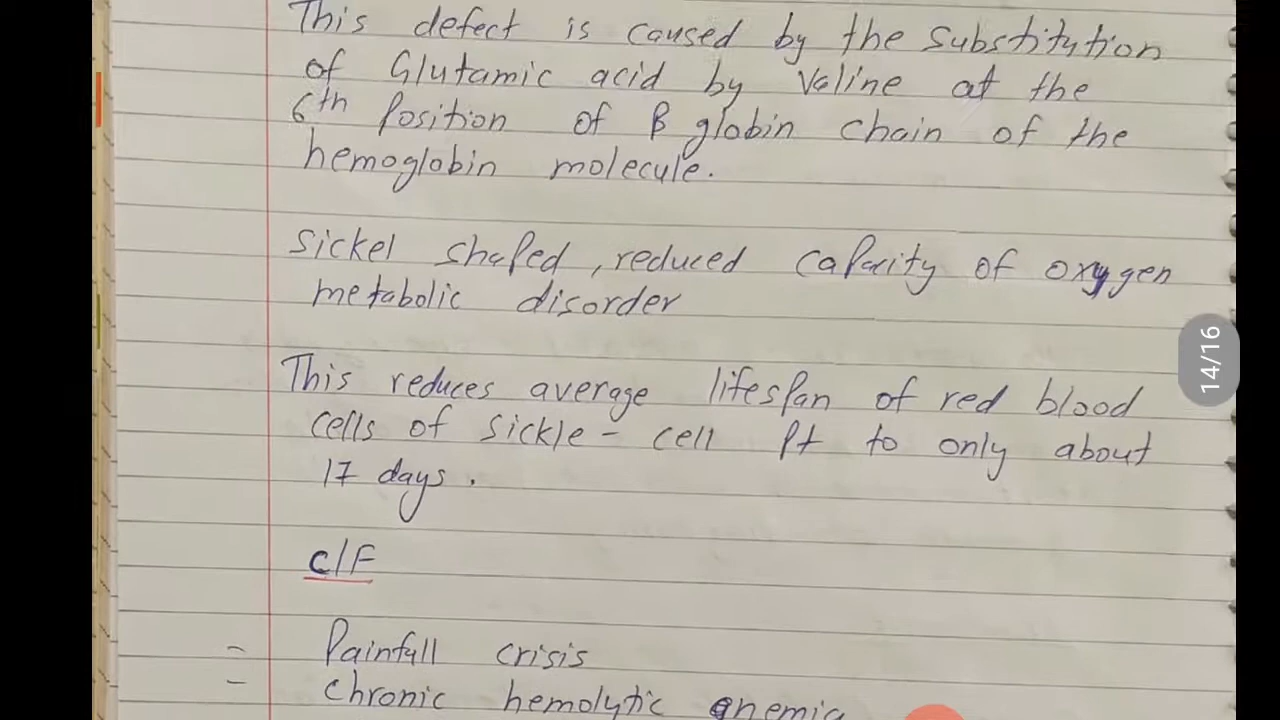 This defect is caused by the substitution
of Glutamic acid by Valine at the
6th Position of β globin chain of the
hemoglobin molecule.
Sickel shaped, reduced capacity of oxygen
metabolic disorder
This reduces average lifespan of red blood
cells of Sickle - cell Pt to only about
17 days.
C/F
= Painfull crisis
= Chronic hemolytic anemia
14/16